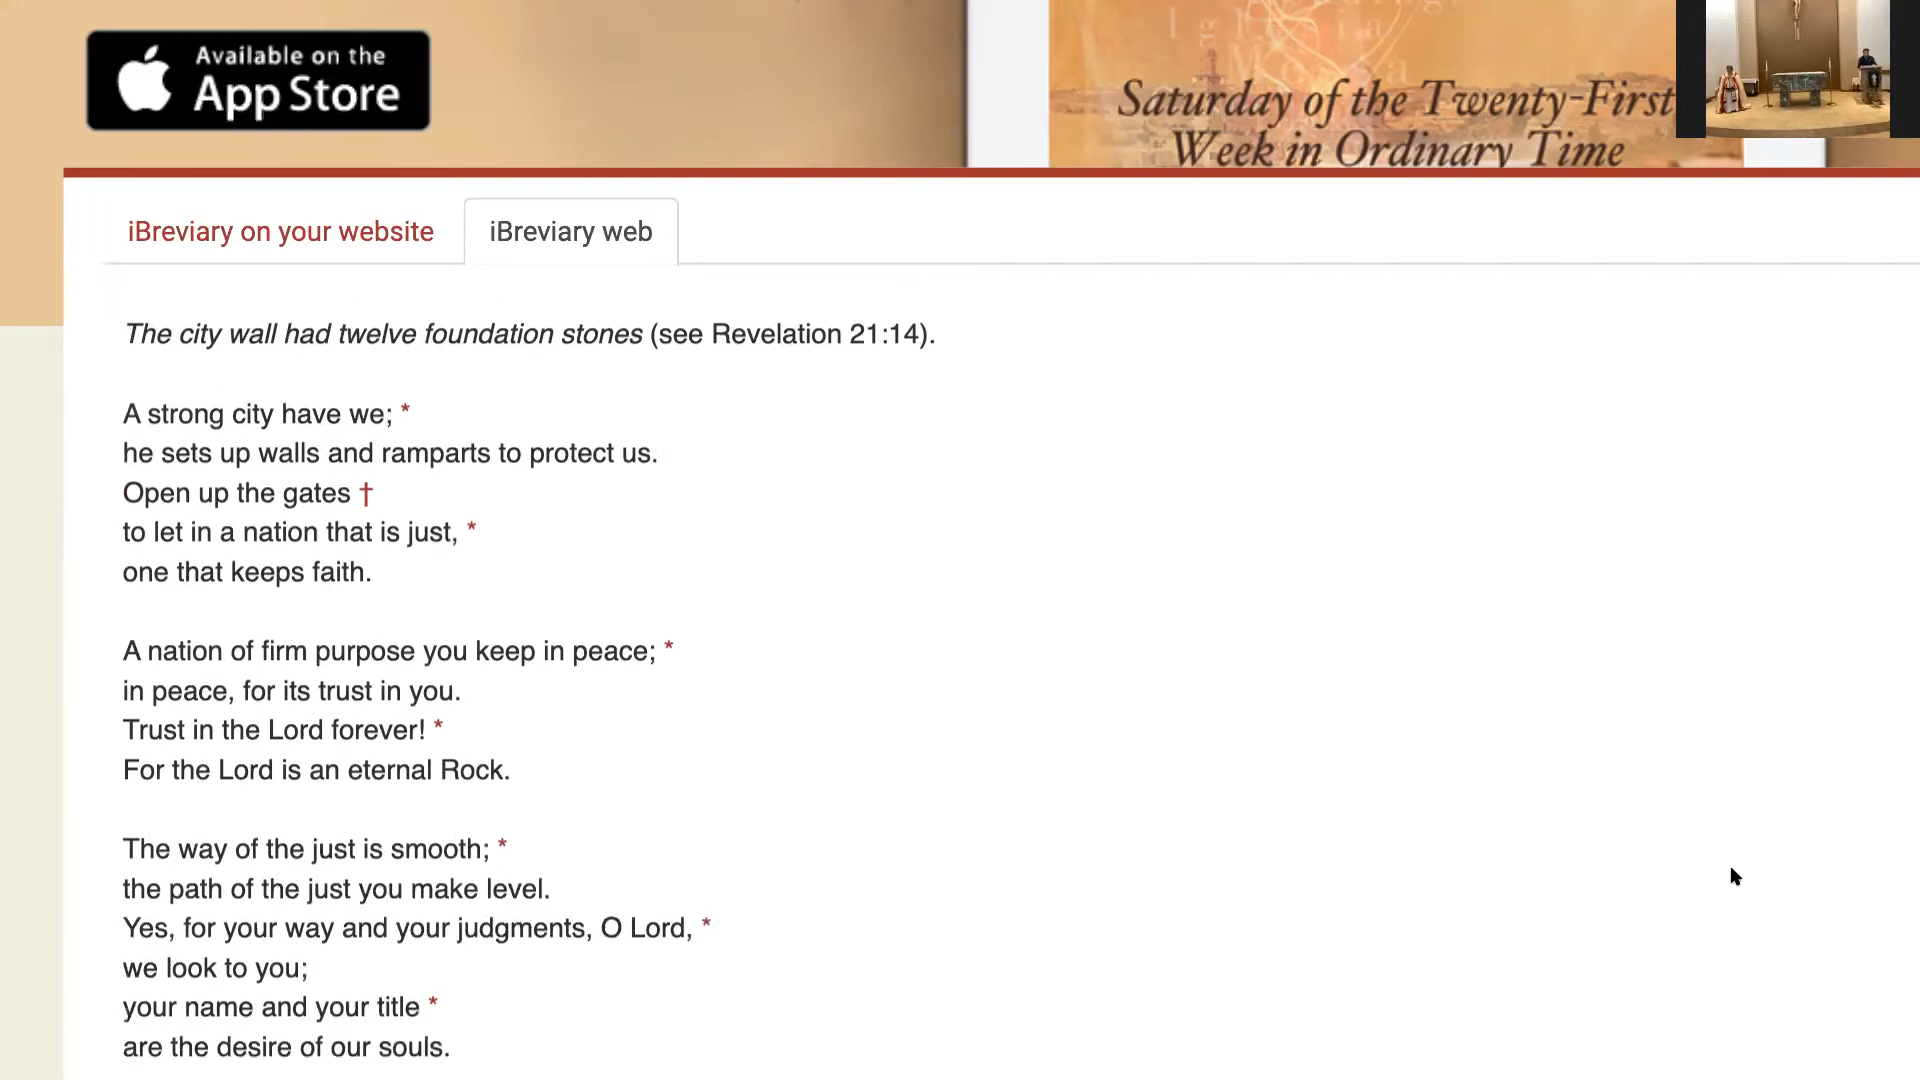 Available on the
App Store
Saturday of the Twenty-First
Week in Ordinary Time
iBreviary on your website
iBreviary web
The city wall had twelve foundation stones (see Revelation 21:14).
A strong city have we; *
he sets up walls and ramparts to protect us.
Open up the gates †
to let in a nation that is just, *
one that keeps faith.
A nation of firm purpose you keep in peace; *
in peace, for its trust in you.
Trust in the Lord forever! *
For the Lord is an eternal Rock.
The way of the just is smooth; *
the path of the just you make level.
Yes, for your way and your judgments, O Lord, *
we look to you;
your name and your title *
are the desire of our souls.